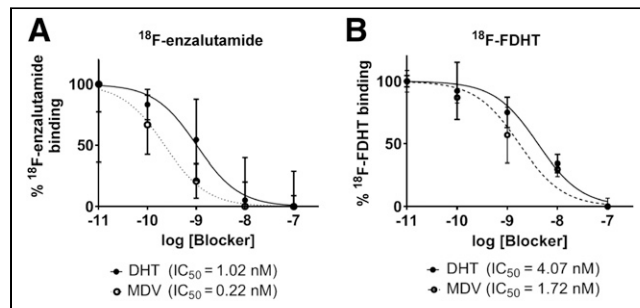 A
¹⁸F-enzalutamide
% ¹⁸F-enzalutamide
binding
100
50
0
-11
-10
-9
-8
-7
log [Blocker]
DHT (IC₅₀ = 1.02 nM)
MDV (IC₅₀ = 0.22 nM)
B
¹⁸F-FDHT
% ¹⁸F-FDHT binding
100
50
0
-11
-10
-9
-8
-7
log [Blocker]
DHT (IC₅₀ = 4.07 nM)
MDV (IC₅₀ = 1.72 nM)